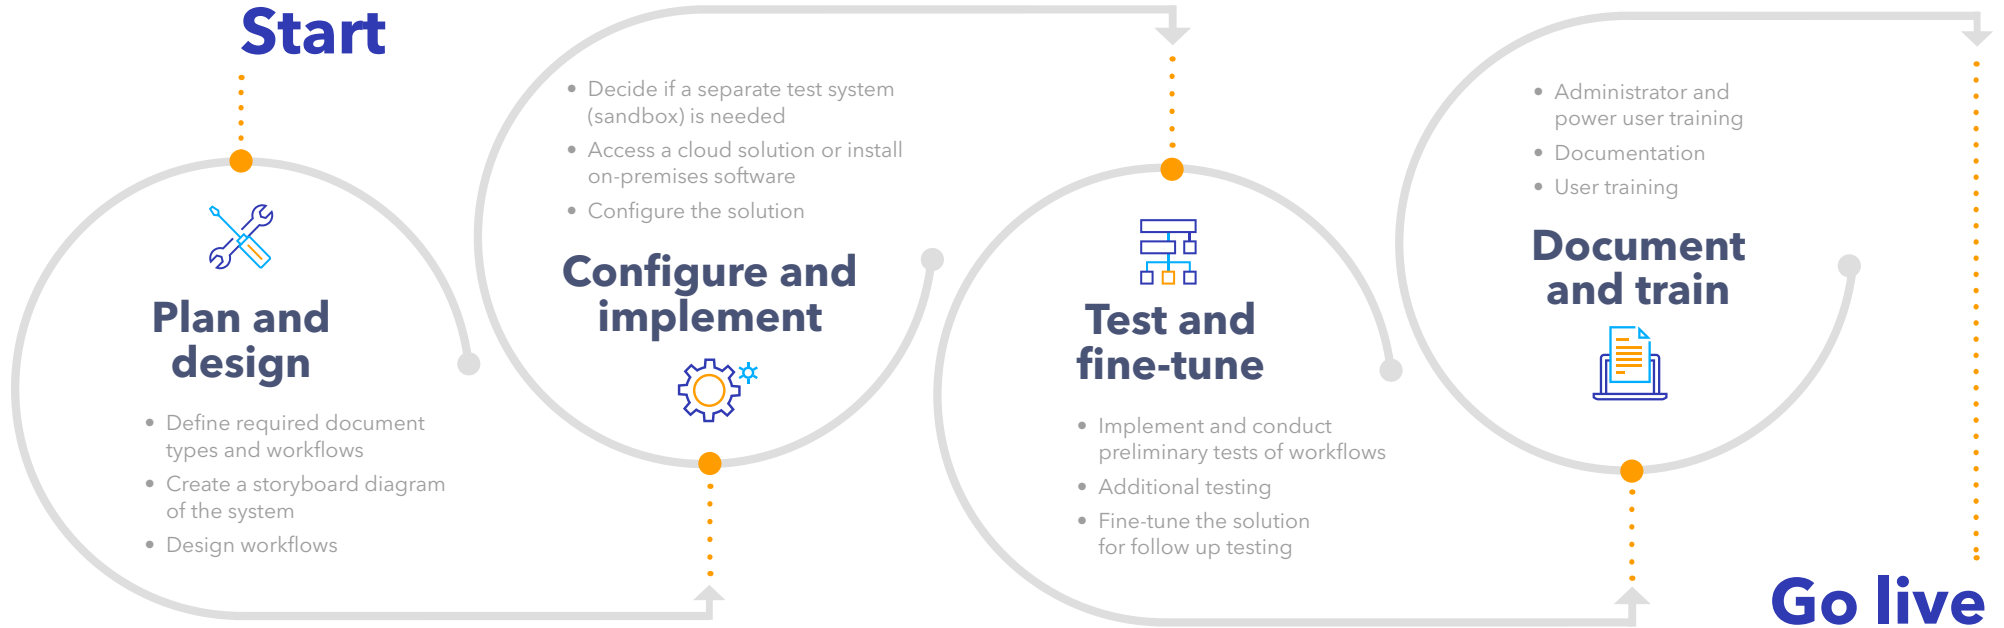 Start
Plan and
design
• Define required document
types and workflows
• Create a storyboard diagram
of the system
• Design workflows
• Decide if a separate test system
(sandbox) is needed
• Access a cloud solution or install
on-premises software
• Configure the solution
Configure and
implement
Test and
fine-tune
• Implement and conduct
preliminary tests of workflows
• Additional testing
• Fine-tune the solution
for follow up testing
• Administrator and
power user training
• Documentation
• User training
Document
and train
Go live